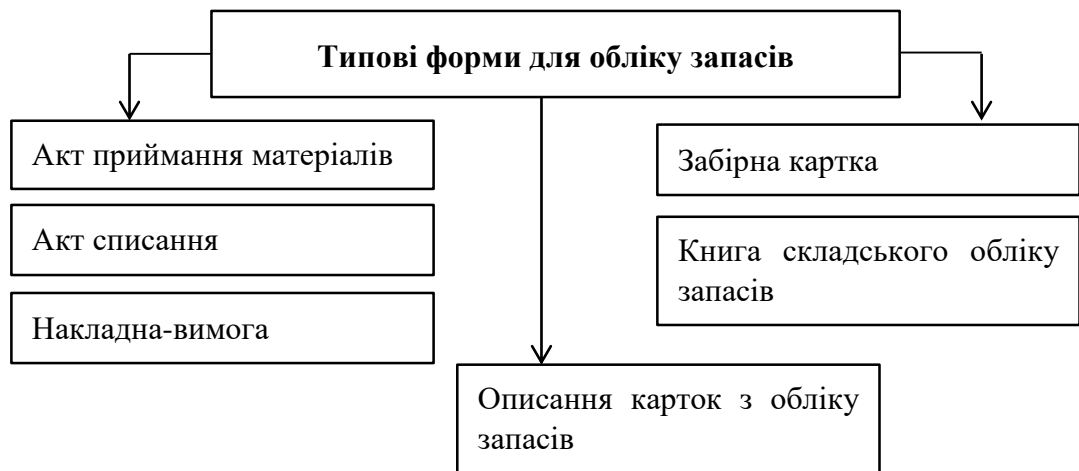 Типові форми для обліку запасів
Акт приймання матеріалів
Акт списання
Накладна-вимога
Забірна картка
Книга складського обліку
запасів
Описання карток з обліку
запасів